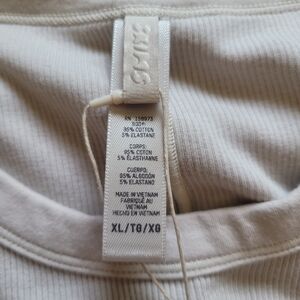 SKIMS
RN 158973
BODY:
95% COTTON
5% ELASTANE
CORPS:
95% COTON
5% ÉLASTHANNE
CUERPO:
95% ALGODÓN
5% ELASTANO
MADE IN VIETNAM
FABRIQUÉ AU
VIETNAM
HECHO EN VIETNAM
XL/TG/XG